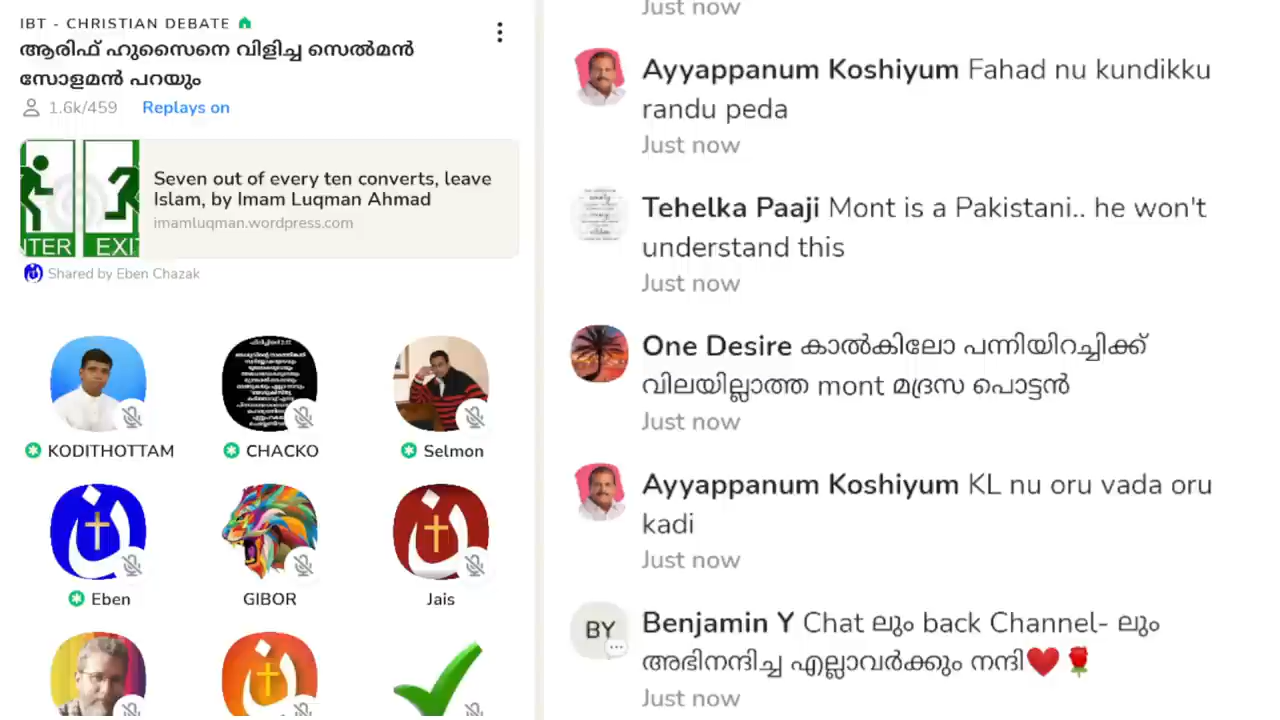 IBT - CHRISTIAN DEBATE
ആരിഫ് ഹുസൈനെ വിളിച്ച സെൽമൻ
സോളമൻ പറയും
1.6k/459 Replays on
Seven out of every ten converts, leave
Islam, by Imam Luqman Ahmad
imamluqman.wordpress.com
NTER EXI
Shared by Eben Chazak
KODITHOTTAM CHACKO Selmon
Eben GIBOR Jais
Just now
Ayyappanum Koshiyum Fahad nu kundikku
randu peda
Just now
Tehelka Paaji Mont is a Pakistani.. he won't
understand this
Just now
One Desire കാൽകിലോ പന്നിയിറച്ചിക്ക്
വിലയില്ലാത്ത mont മദ്രസ പൊട്ടൻ
Just now
Ayyappanum Koshiyum KL nu oru vada oru
kadi
Just now
BY
Benjamin Y Chat ലും back Channel- ലും
അഭിനന്ദിച്ച എല്ലാവർക്കും നന്ദി❤️🌹
Just now